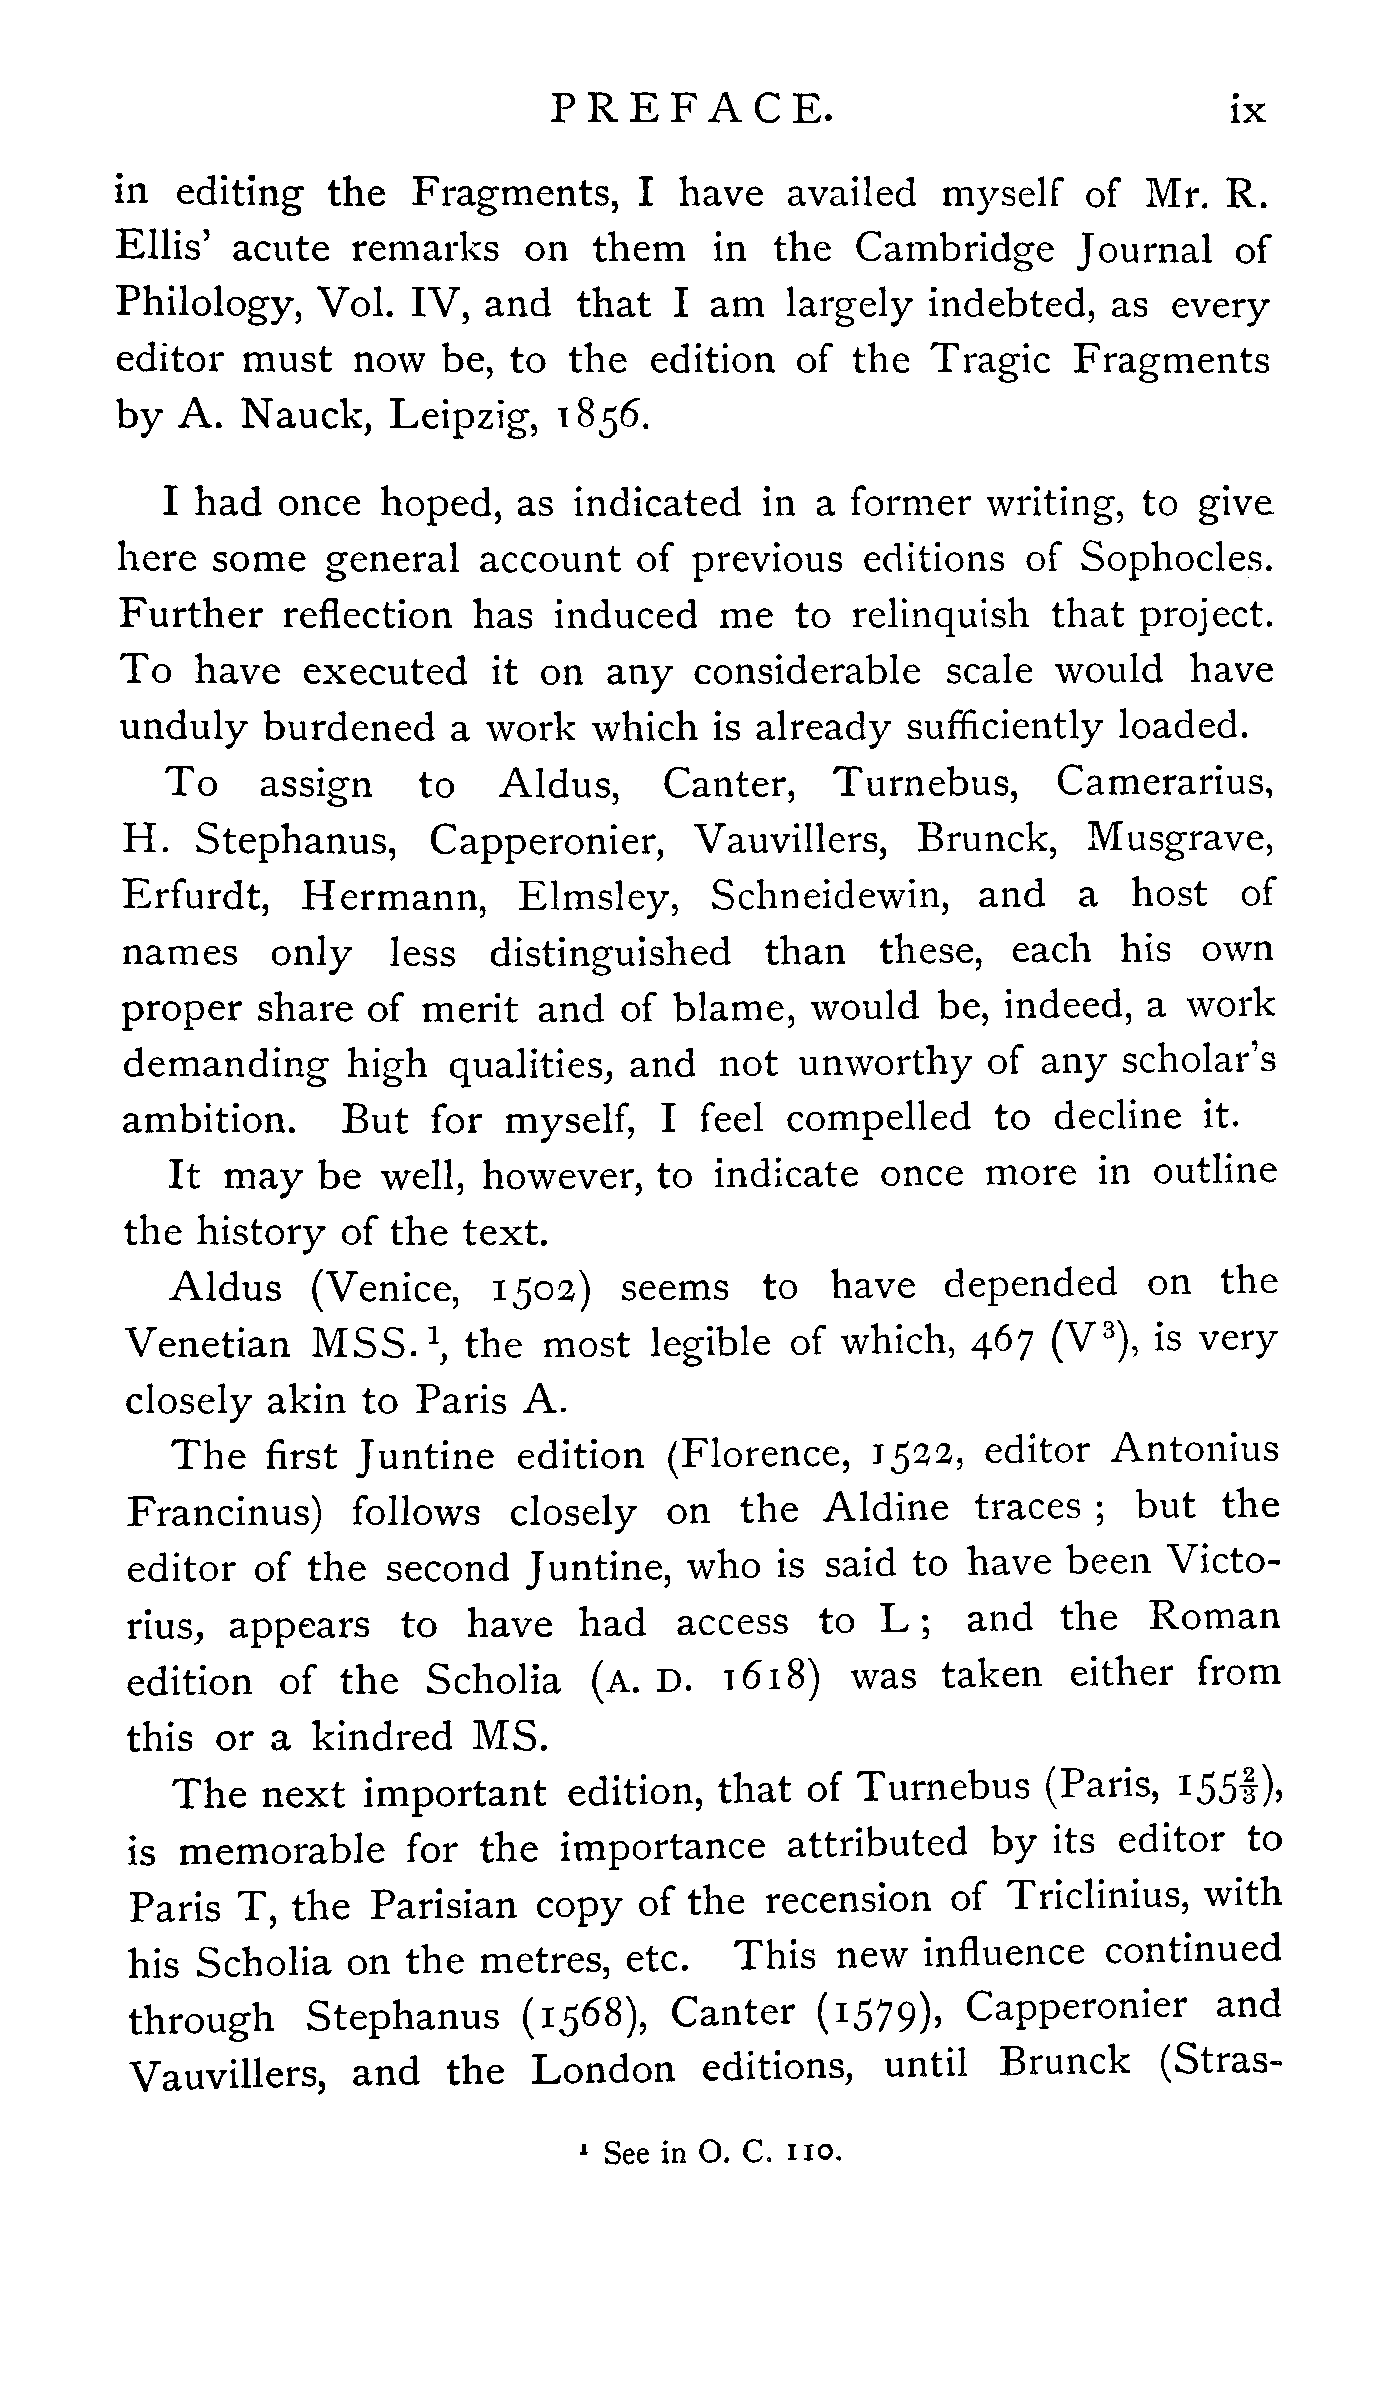 PREFACE. ix
in editing the Fragments, I have availed myself of Mr. R.
Ellis' acute remarks on them in the Cambridge Journal of
Philology, Vol. IV, and that I am largely indebted, as every
editor must now be, to the edition of the Tragic Fragments
by A. Nauck, Leipzig, 1856.
I had once hoped, as indicated in a former writing, to give
here some general account of previous editions of Sophocles.
Further reflection has induced me to relinquish that project.
To have executed it on any considerable scale would have
unduly burdened a work which is already sufficiently loaded.
To assign to Aldus, Canter, Turnebus, Camerarius,
H. Stephanus, Capperonier, Vauvillers, Brunck, Musgrave,
Erfurdt, Hermann, Elmsley, Schneidewin, and a host of
names only less distinguished than these, each his own
proper share of merit and of blame, would be, indeed, a work
demanding high qualities, and not unworthy of any scholar's
ambition. But for myself, I feel compelled to decline it.
It may be well, however, to indicate once more in outline
the history of the text.
Aldus (Venice, 1502) seems to have depended on the
Venetian MSS.¹, the most legible of which, 467 (V³), is very
closely akin to Paris A.
The first Juntine edition (Florence, 1522, editor Antonius
Francinus) follows closely on the Aldine traces ; but the
editor of the second Juntine, who is said to have been Victo-
rius, appears to have had access to L ; and the Roman
edition of the Scholia (A. D. 1618) was taken either from
this or a kindred MS.
The next important edition, that of Turnebus (Paris, 155⅔),
is memorable for the importance attributed by its editor to
Paris T, the Parisian copy of the recension of Triclinius, with
his Scholia on the metres, etc. This new influence continued
through Stephanus (1568), Canter (1579), Capperonier and
Vauvillers, and the London editions, until Brunck (Stras-
¹ See in O. C. 110.